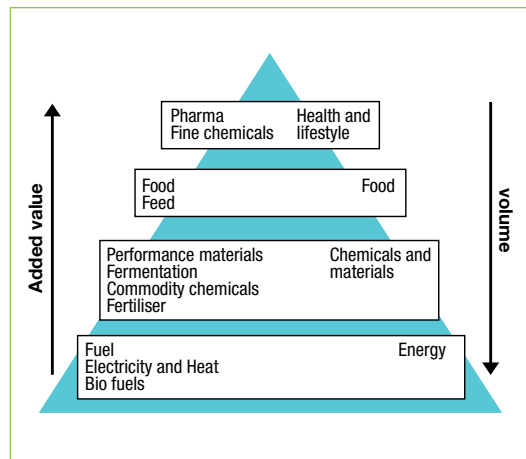 Added value
Pharma Health and
Fine chemicals lifestyle
Food Food
Feed
Performance materials Chemicals and
Fermentation materials
Commodity chemicals
Fertiliser
Fuel Energy
Electricity and Heat
Bio fuels
volume